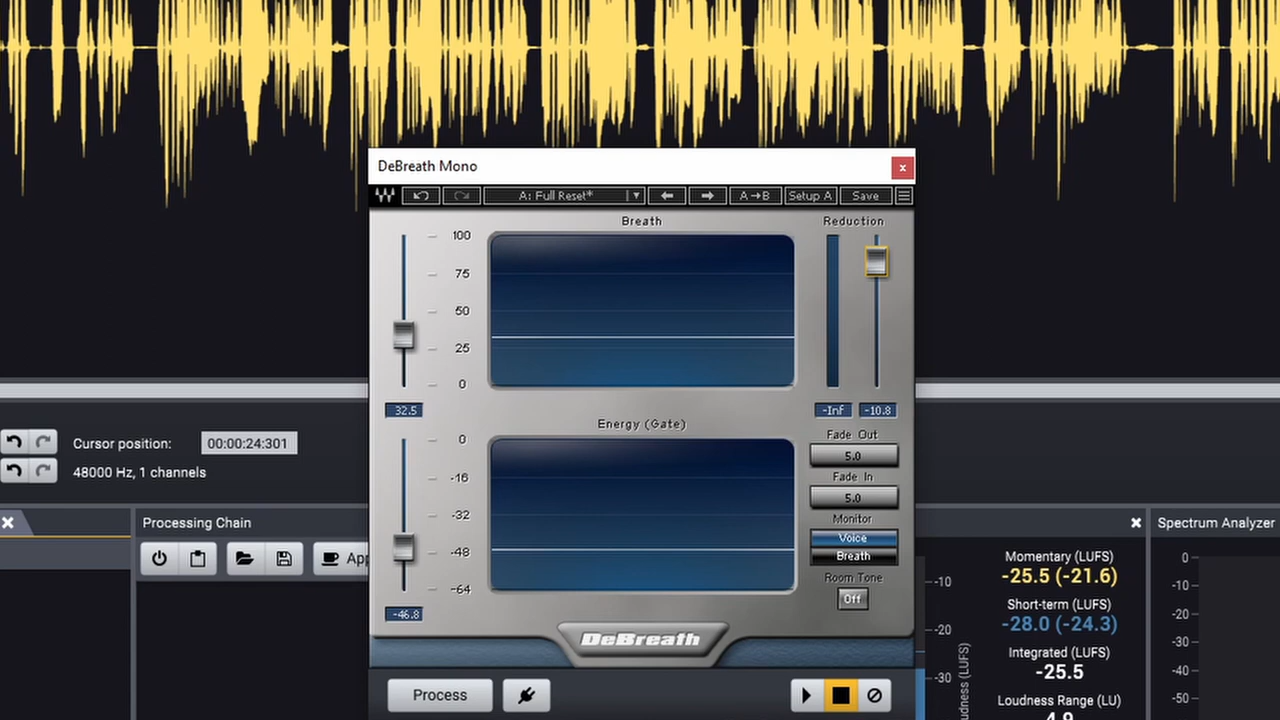 DeBreath Mono
x
A: Full Reset*
A→B
Setup A
Save
Breath
Reduction
100
75
50
25
0
32.5
-Inf
-10.8
Energy (Gate)
0
-16
-32
-48
-64
-46.8
Fade Out
5.0
Fade In
5.0
Monitor
Voice
Breath
Room Tone
Off
DeBreath
Process
Cursor position:
00:00:24:301
48000 Hz, 1 channels
Processing Chain
App
-10
-20
-30
Momentary (LUFS)
-25.5 (-21.6)
Short-term (LUFS)
-28.0 (-24.3)
Integrated (LUFS)
-25.5
Loudness Range (LU)
4.9
Spectrum Analyzer
0
-10
-20
-30
-40
-50